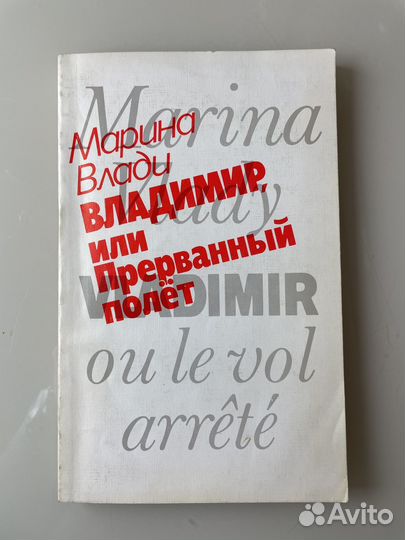 Marina
Vlady
VLADIMIR
ou le vol
arrêté
Марина
Влади
ВЛАДИМИР,
или
Прерванный
полёт
Avito